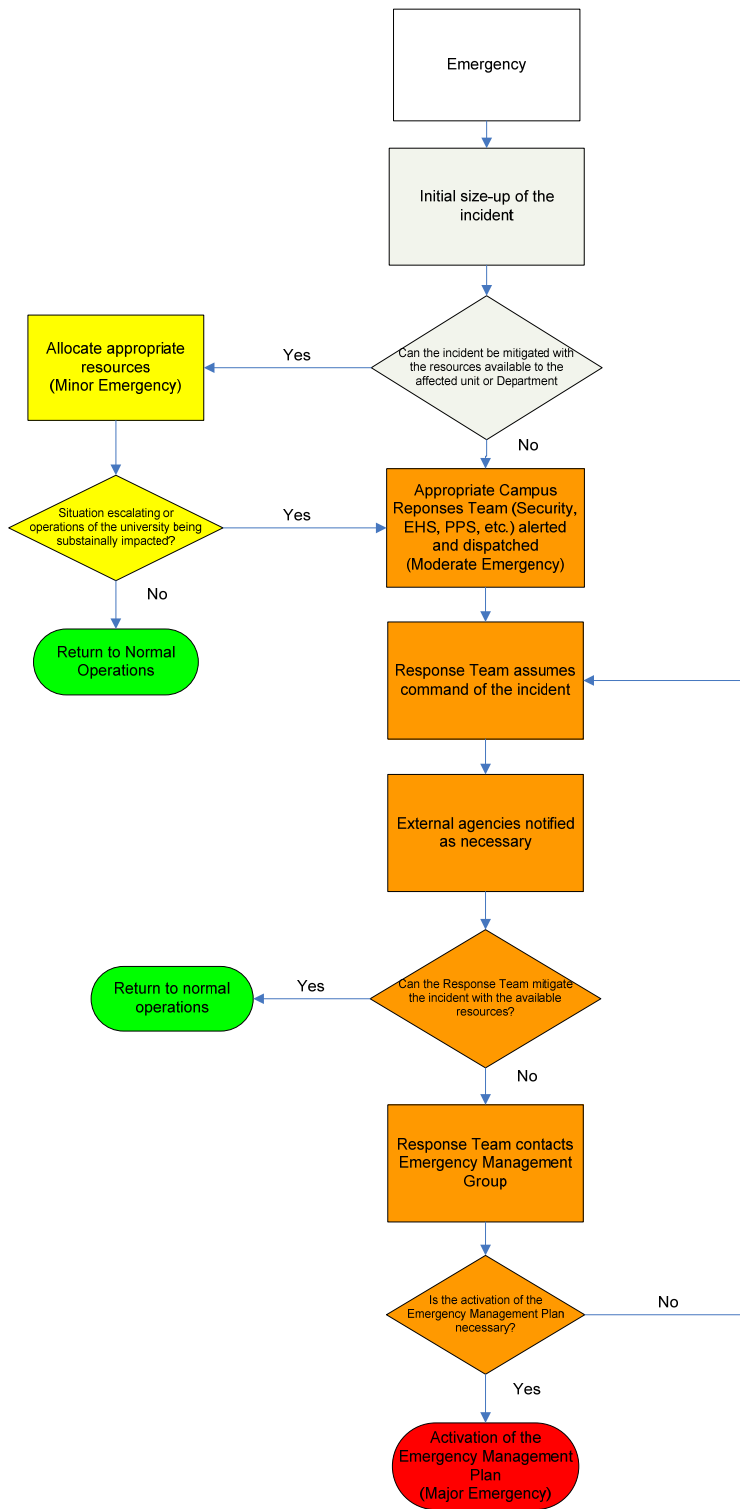 Emergency
Initial size-up of the
incident
Can the incident be mitigated with
the resources available to the
affected unit or Department
Yes
Allocate appropriate
resources
(Minor Emergency)
No
Situation escalating or
operations of the university being
substainally impacted?
Yes
Appropriate Campus
Reponses Team (Security,
EHS, PPS, etc.) alerted
and dispatched
(Moderate Emergency)
No
Return to Normal
Operations
Response Team assumes
command of the incident
External agencies notified
as necessary
Can the Response Team mitigate
the incident with the available
resources?
Yes
Return to normal
operations
No
Response Team contacts
Emergency Management
Group
Is the activation of the
Emergency Management Plan
necessary?
No
Yes
Activation of the
Emergency Management
Plan
(Major Emergency)